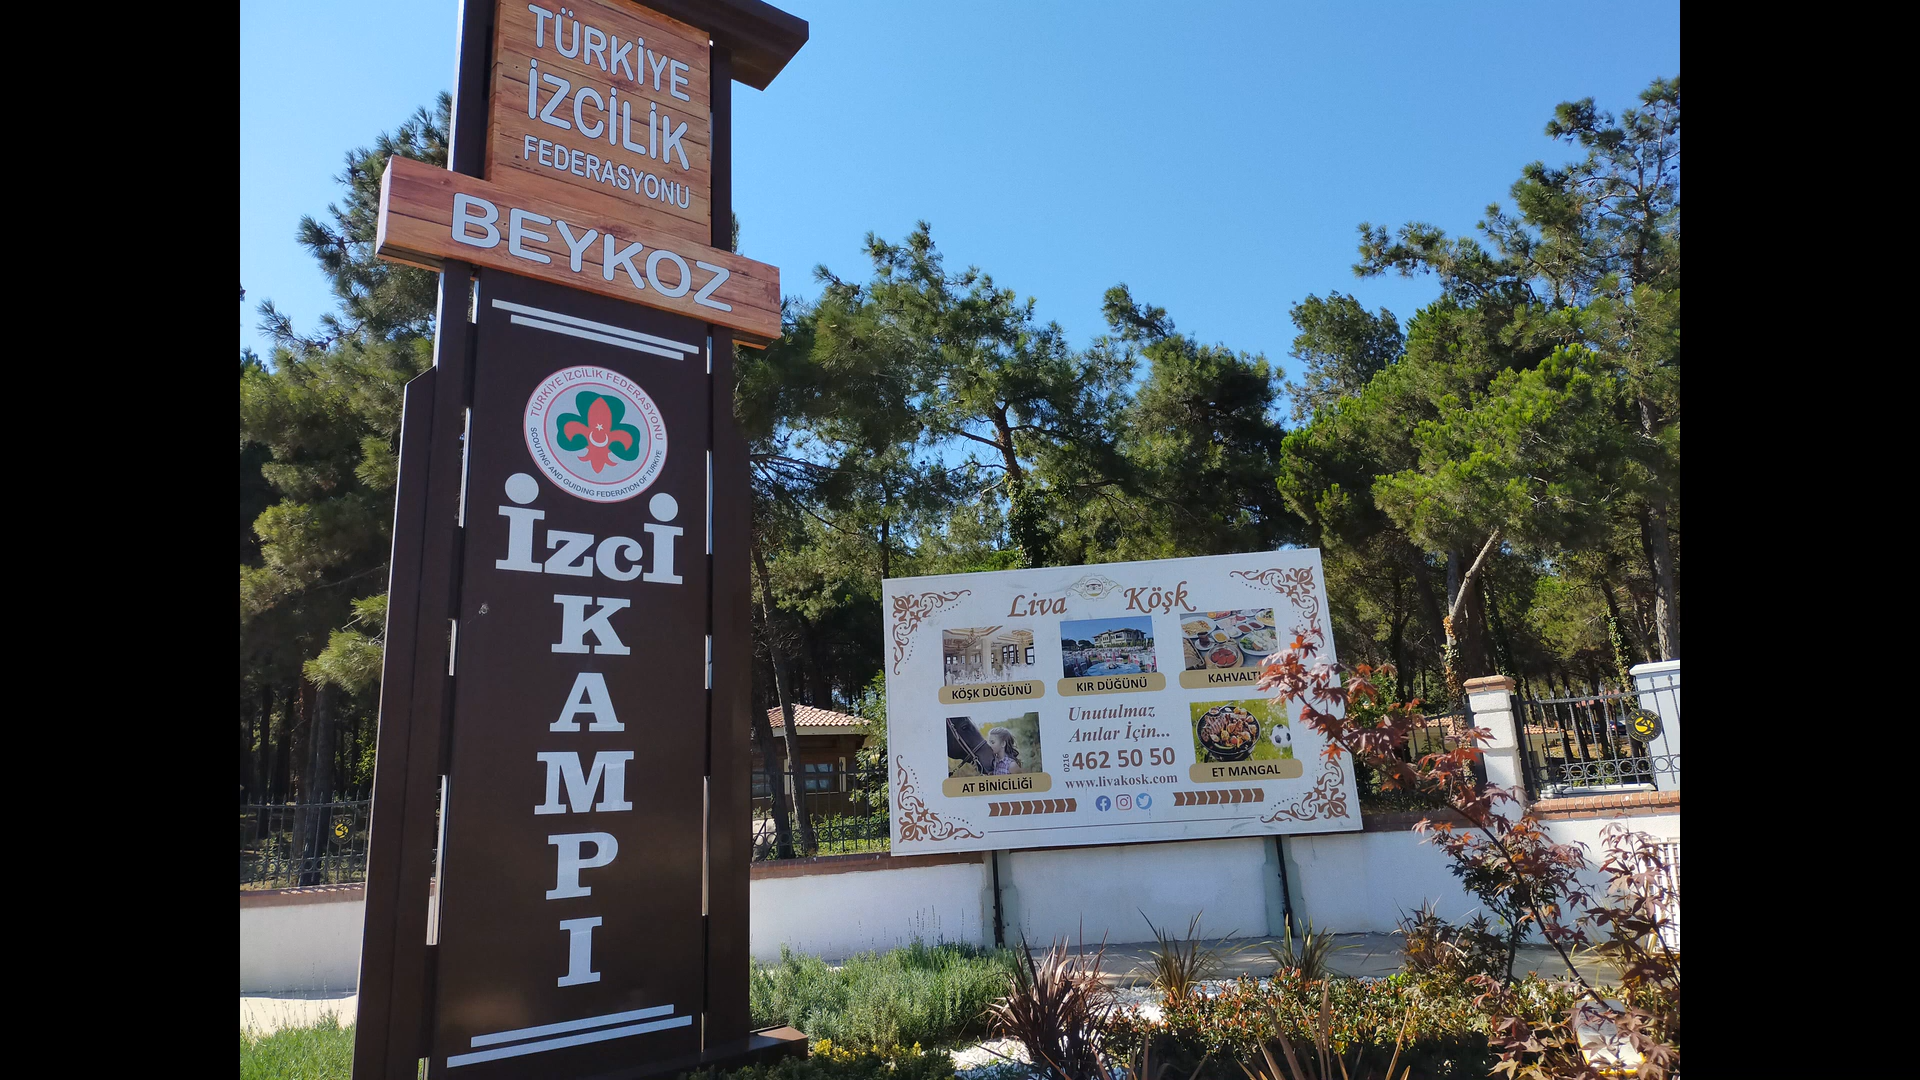 TÜRKİYE
İZCİLİK
FEDERASYONU
BEYKOZ
TÜRKİYE İZCİLİK FEDERASYONU
SCOUTING AND GUIDING FEDERATION OF TÜRKİYE
İzcİ
KAMPI
Liva Köşk
KÖŞK DÜĞÜNÜ
KIR DÜĞÜNÜ
KAHVALTI
Unutulmaz
Anılar İçin...
0216 462 50 50
www.livakosk.com
AT BİNİCİLİĞİ
ET MANGAL